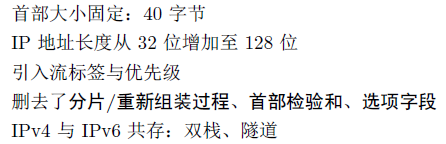 首部大小固定：40 字节
IP 地址长度从 32 位增加至 128 位
引入流标签与优先级
删去了分片/重新组装过程、首部检验和、选项字段
IPv4 与 IPv6 共存：双栈、隧道